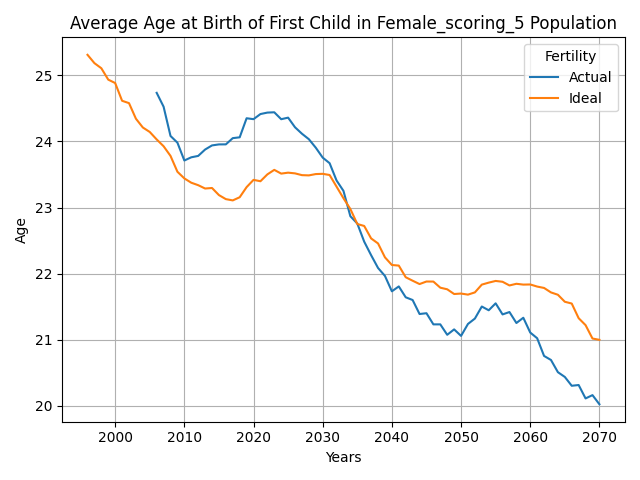 Average Age at Birth of First Child in Female_scoring_5 Population
Fertility
Actual
Ideal
Age
25
24
23
22
21
20
2000
2010
2020
2030
2040
2050
2060
2070
Years